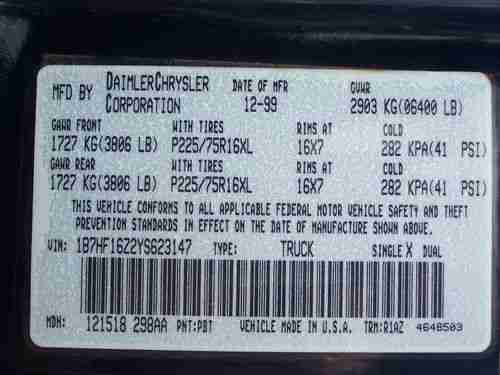 MFD BY DAIMLERCHRYSLER CORPORATION DATE OF MFR 12-99 GVWR 2903 KG(06400 LB)
GAWR FRONT WITH TIRES RIMS AT COLD
1727 KG(3806 LB) P225/75R16XL 16X7 282 KPA(41 PSI)
GAWR REAR WITH TIRES RIMS AT COLD
1727 KG(3806 LB) P225/75R16XL 16X7 282 KPA(41 PSI)
THIS VEHICLE CONFORMS TO ALL APPLICABLE FEDERAL MOTOR VEHICLE SAFETY AND THEFT
PREVENTION STANDARDS IN EFFECT ON THE DATE OF MANUFACTURE SHOWN ABOVE
VIN: 1B7HF16Z2YS623147 TYPE: TRUCK SINGLE X DUAL
MDH: 121518 298AA PNT:PBT VEHICLE MADE IN U.S.A. TRM:R1AZ 4648503